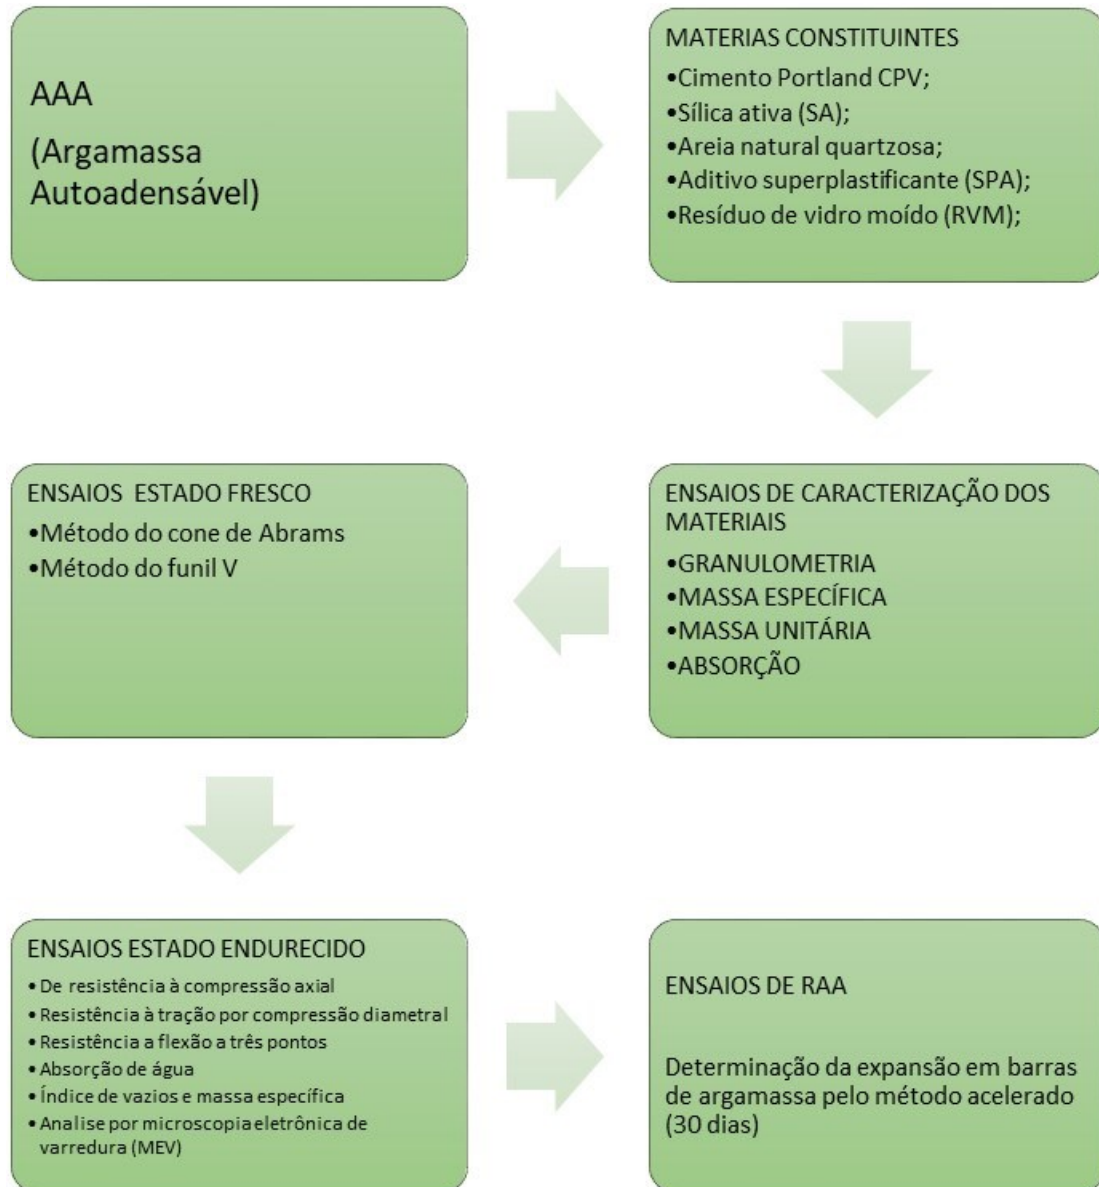 AAA
(Argamassa
Autoadensável)
MATERIAS CONSTITUINTES
•Cimento Portland CPV;
•Sílica ativa (SA);
•Areia natural quartzosa;
•Aditivo superplastificante (SPA);
•Resíduo de vidro moído (RVM);
ENSAIOS DE CARACTERIZAÇÃO DOS
MATERIAIS
•GRANULOMETRIA
•MASSA ESPECÍFICA
•MASSA UNITÁRIA
•ABSORÇÃO
ENSAIOS ESTADO FRESCO
•Método do cone de Abrams
•Método do funil V
ENSAIOS ESTADO ENDURECIDO
•De resistência à compressão axial
•Resistência à tração por compressão diametral
•Resistência a flexão a três pontos
•Absorção de água
•Índice de vazios e massa específica
•Analise por microscopia eletrônica de
varredura (MEV)
ENSAIOS DE RAA
Determinação da expansão em barras
de argamassa pelo método acelerado
(30 dias)